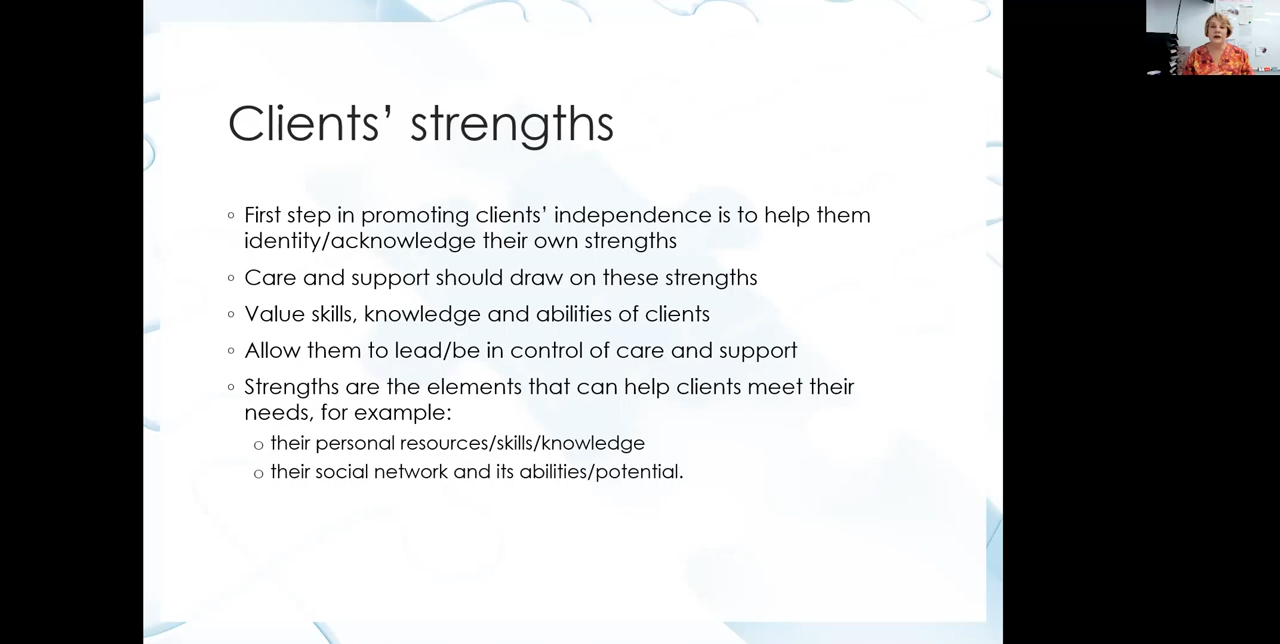 Clients’ strengths
◦ First step in promoting clients’ independence is to help them
identity/acknowledge their own strengths
◦ Care and support should draw on these strengths
◦ Value skills, knowledge and abilities of clients
◦ Allow them to lead/be in control of care and support
◦ Strengths are the elements that can help clients meet their
needs, for example:
o their personal resources/skills/knowledge
o their social network and its abilities/potential.